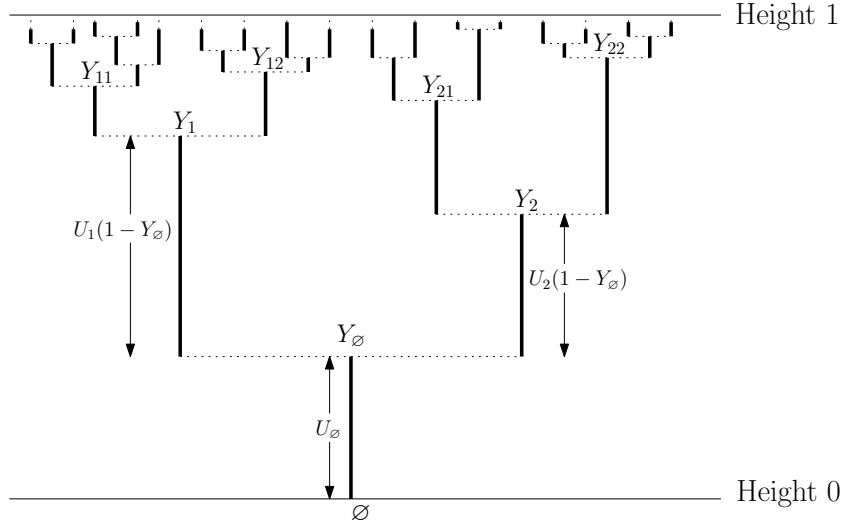 Height 1
Y₂₂
Y₁₁
Y₁₂
Y₂₁
Y₁
Y₂
U₁(1 − Y∅)
U₂(1 − Y∅)
Y∅
U∅
Height 0
∅